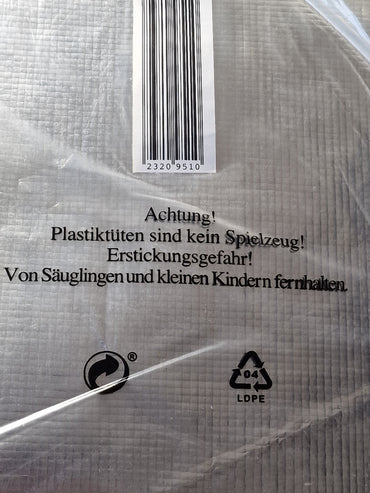 2320 9510
Achtung!
Plastiktüten sind kein Spielzeug!
Erstickungsgefahr!
Von Säuglingen und kleinen Kindern fernhalten.
®
04
LDPE